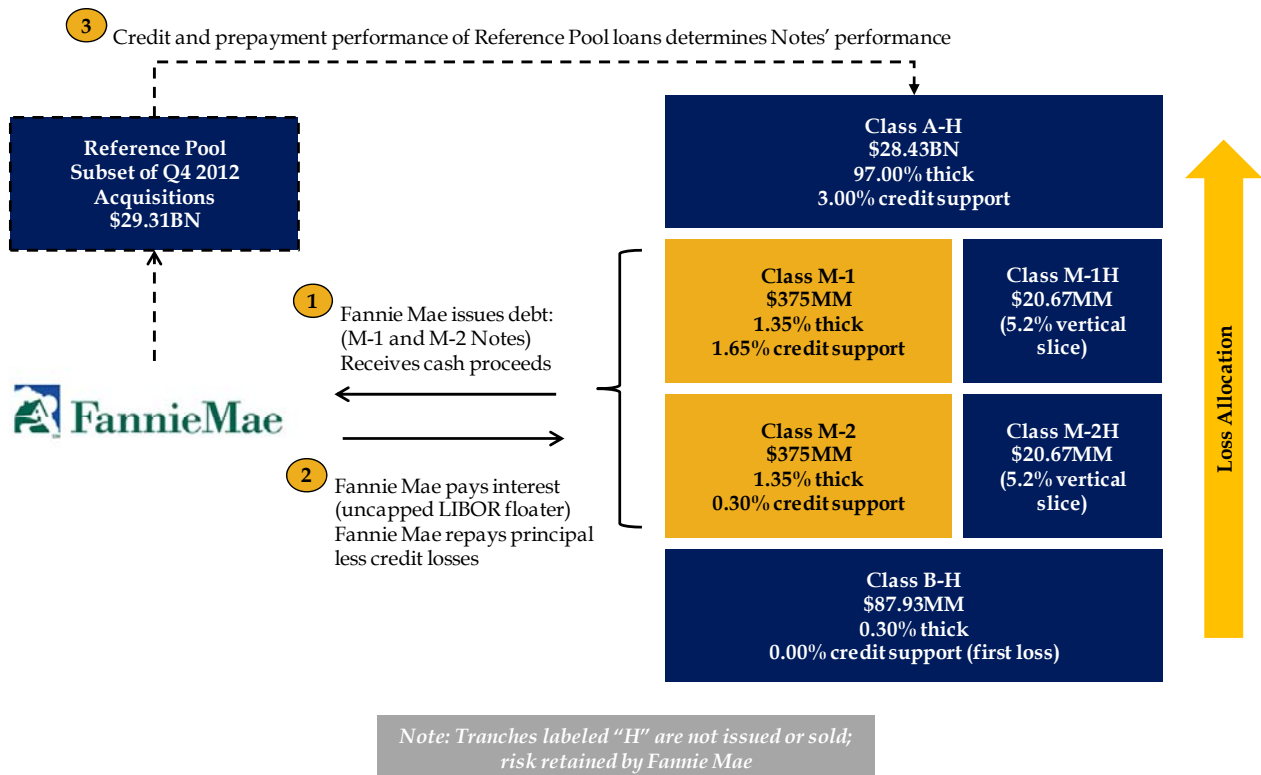 3
Credit and prepayment performance of Reference Pool loans determines Notes' performance
Reference Pool
Subset of Q4 2012
Acquisitions
$29.31BN
Class A-H
$28.43BN
97.00% thick
3.00% credit support
1
Fannie Mae issues debt:
(M-1 and M-2 Notes)
Receives cash proceeds
Class M-1
$375MM
1.35% thick
1.65% credit support
Class M-1H
$20.67MM
(5.2% vertical
slice)
FannieMae
2
Fannie Mae pays interest
(uncapped LIBOR floater)
Fannie Mae repays principal
less credit losses
Class M-2
$375MM
1.35% thick
0.30% credit support
Class M-2H
$20.67MM
(5.2% vertical
slice)
Class B-H
$87.93MM
0.30% thick
0.00% credit support (first loss)
Loss Allocation
Note: Tranches labeled "H" are not issued or sold;
risk retained by Fannie Mae